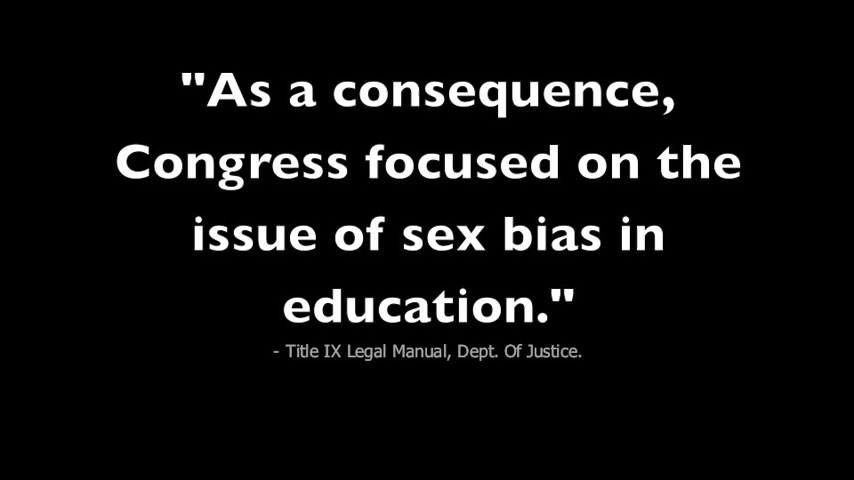 "As a consequence,
Congress focused on the
issue of sex bias in
education."
- Title IX Legal Manual, Dept. Of Justice.